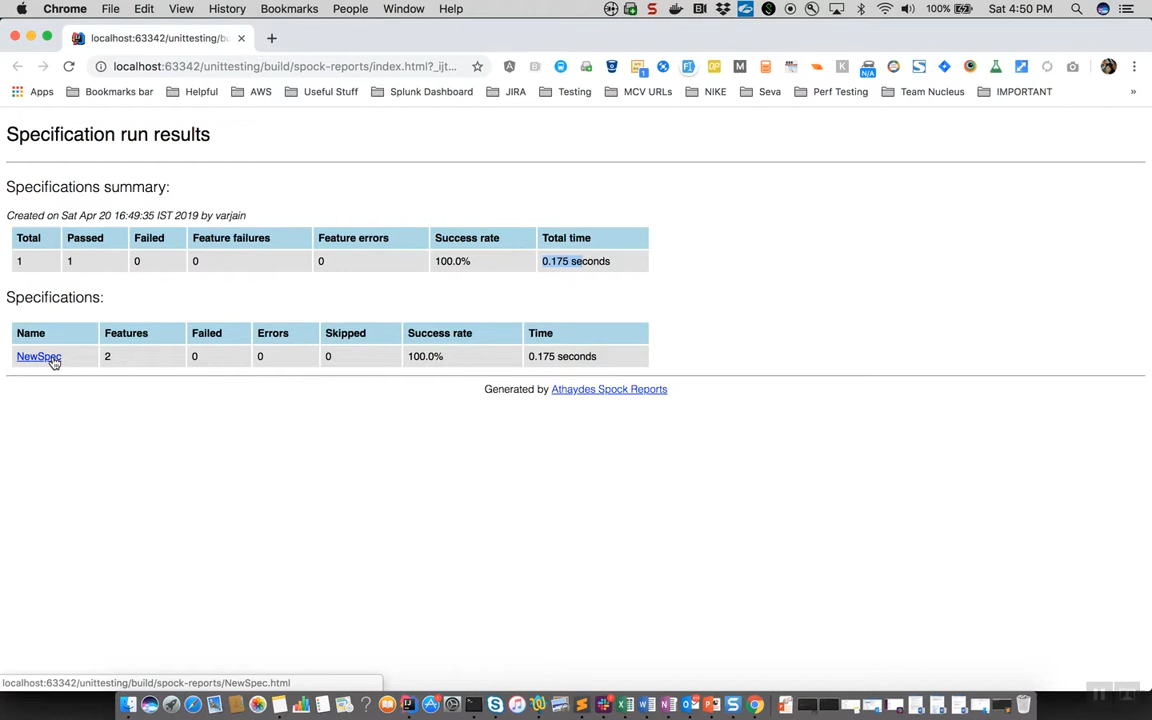 Chrome File Edit View History Bookmarks People Window Help 100% Sat 4:50 PM
localhost:63342/unittesting/bu
localhost:63342/unittesting/build/spock-reports/index.html?_ijt...
Apps Bookmarks bar Helpful AWS Useful Stuff Splunk Dashboard JIRA Testing MCV URLs NIKE Seva Perf Testing Team Nucleus IMPORTANT »
Specification run results
Specifications summary:
Created on Sat Apr 20 16:49:35 IST 2019 by varjain
Total Passed Failed Feature failures Feature errors Success rate Total time
1 1 0 0 0 100.0% 0.175 seconds
Specifications:
Name Features Failed Errors Skipped Success rate Time
NewSpec 2 0 0 0 100.0% 0.175 seconds
Generated by Athaydes Spock Reports
localhost:63342/unittesting/build/spock-reports/NewSpec.html